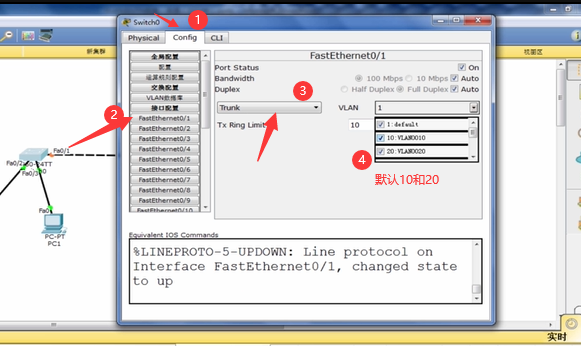 Switch0
1
Physical
Config
CLI
新集群
全局配置
配置
运算规则配置
交换配置
VLAN数据库
接口配置
FastEthernet0/1
FastEthernet0/2
FastEthernet0/3
FastEthernet0/4
FastEthernet0/5
FastEthernet0/6
FastEthernet0/7
FastEthernet0/8
FastEthernet0/9
FastEthernet0/10
FastEthernet0/1
Port Status
On
Bandwidth
100 Mbps
10 Mbps
Auto
Duplex
Half Duplex
Full Duplex
Auto
3
Trunk
VLAN
1
Tx Ring Limit
10
1:default
10:VLAN0010
20:VLAN0020
4
默认10和20
2
Fa0/1
Fa0/2
Fa0/3
Fa0
PC-PT
PC1
Equivalent IOS Commands
%LINEPROTO-5-UPDOWN: Line protocol on
Interface FastEthernet0/1, changed state
to up
实时